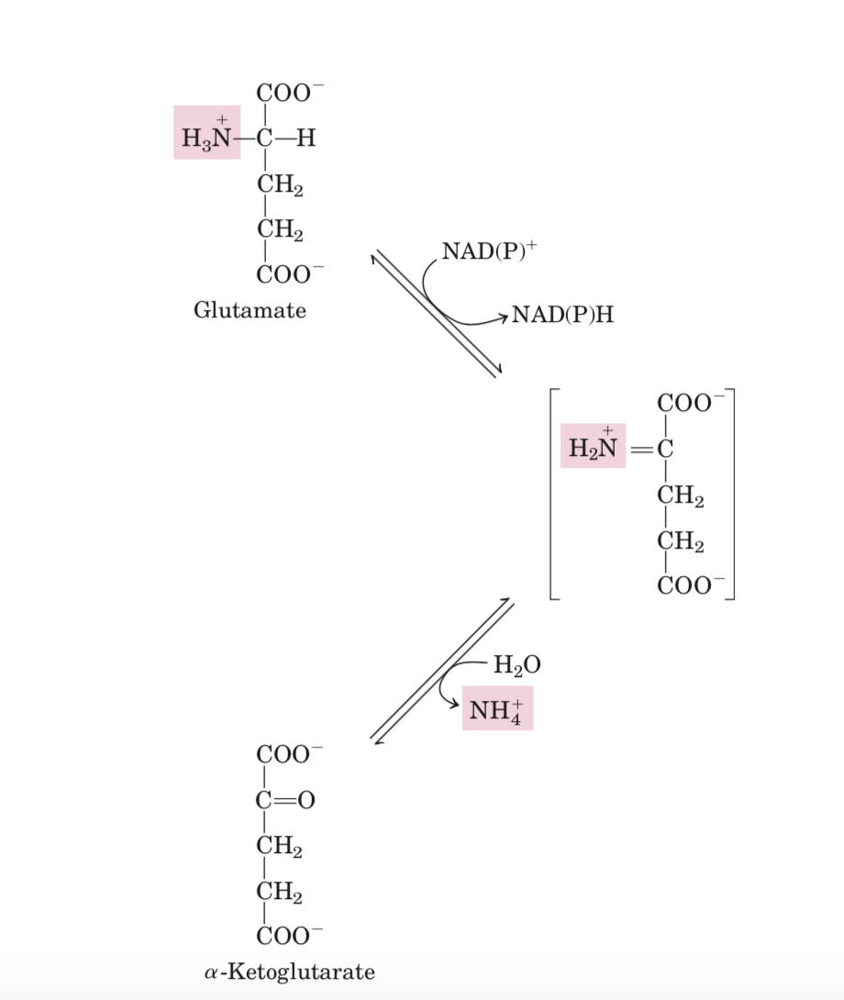 COO⁻
H₃N⁺—C—H
CH₂
CH₂
COO⁻
Glutamate
NAD(P)⁺
NAD(P)H
COO⁻
H₂N⁺=C
CH₂
CH₂
COO⁻
H₂O
NH₄⁺
COO⁻
C=O
CH₂
CH₂
COO⁻
α-Ketoglutarate